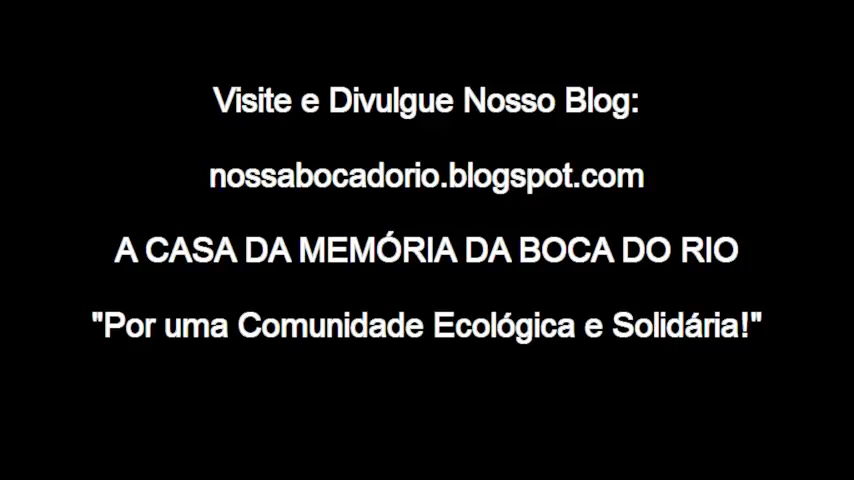 Visite e Divulgue Nosso Blog:
nossabocadorio.blogspot.com
A CASA DA MEMÓRIA DA BOCA DO RIO
"Por uma Comunidade Ecológica e Solidária!"